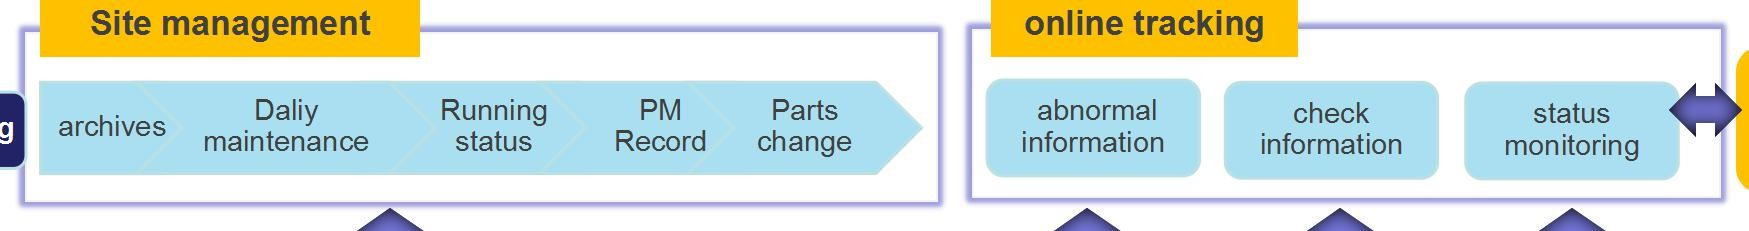 Site management
online tracking
g
archives
Daliy
maintenance
Running
status
PM
Record
Parts
change
abnormal
information
check
information
status
monitoring